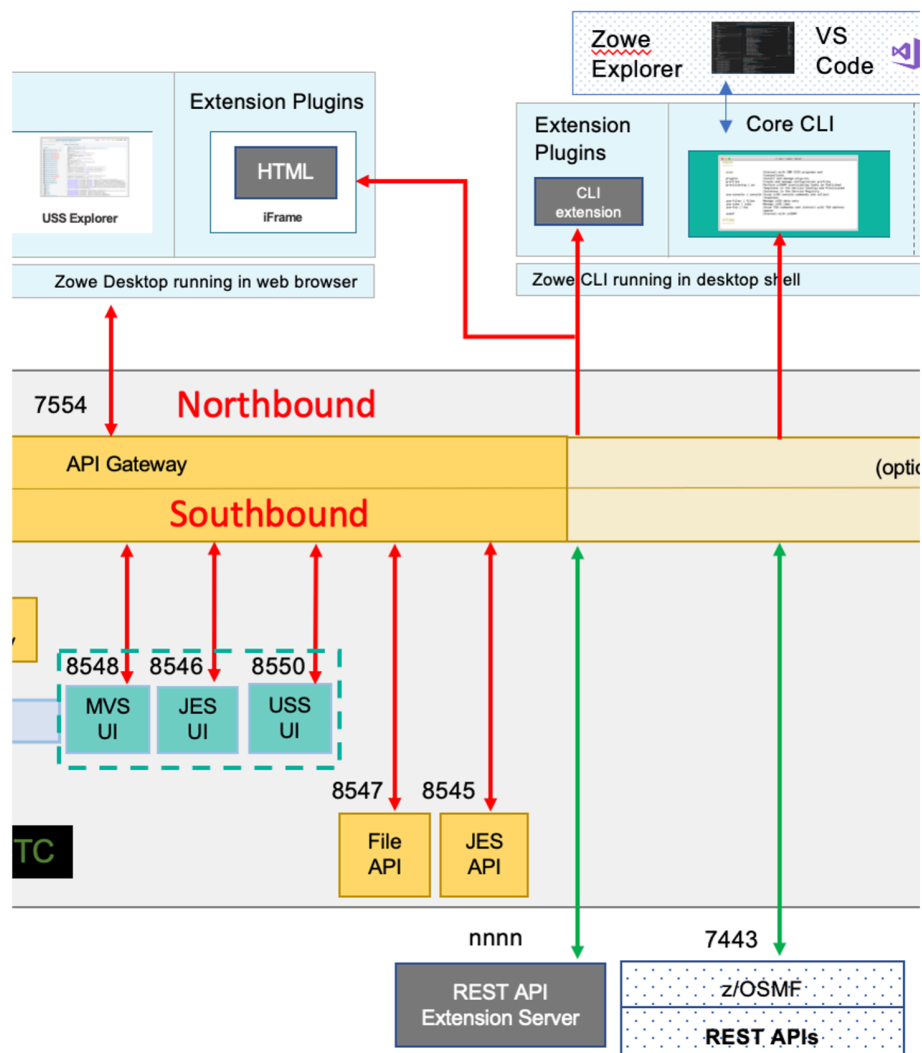 Zowe
Explorer
VS
Code
Extension Plugins
HTML
iFrame
USS Explorer
Zowe Desktop running in web browser
Extension
Plugins
CLI
extension
Core CLI
Zowe CLI running in desktop shell
7554
Northbound
API Gateway
(optio
Southbound
8548
8546
8550
MVS
UI
JES
UI
USS
UI
8547
8545
File
API
JES
API
TC
nnnn
7443
REST API
Extension Server
z/OSMF
REST APIs